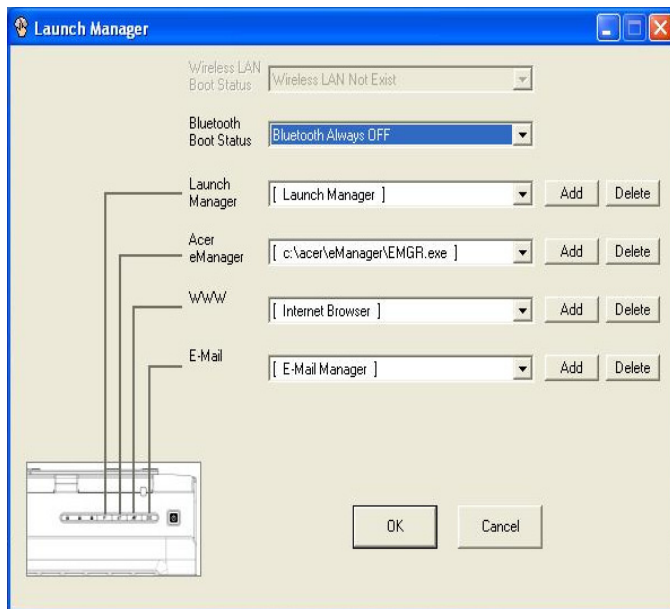 Launch Manager
Wireless LAN
Boot Status
Wireless LAN Not Exist
Bluetooth
Boot Status
Bluetooth Always OFF
Launch
Manager
[ Launch Manager ]
Add
Delete
Acer
eManager
[ c:\acer\eManager\EMGR.exe ]
Add
Delete
WWW
[ Internet Browser ]
Add
Delete
E-Mail
[ E-Mail Manager ]
Add
Delete
OK
Cancel